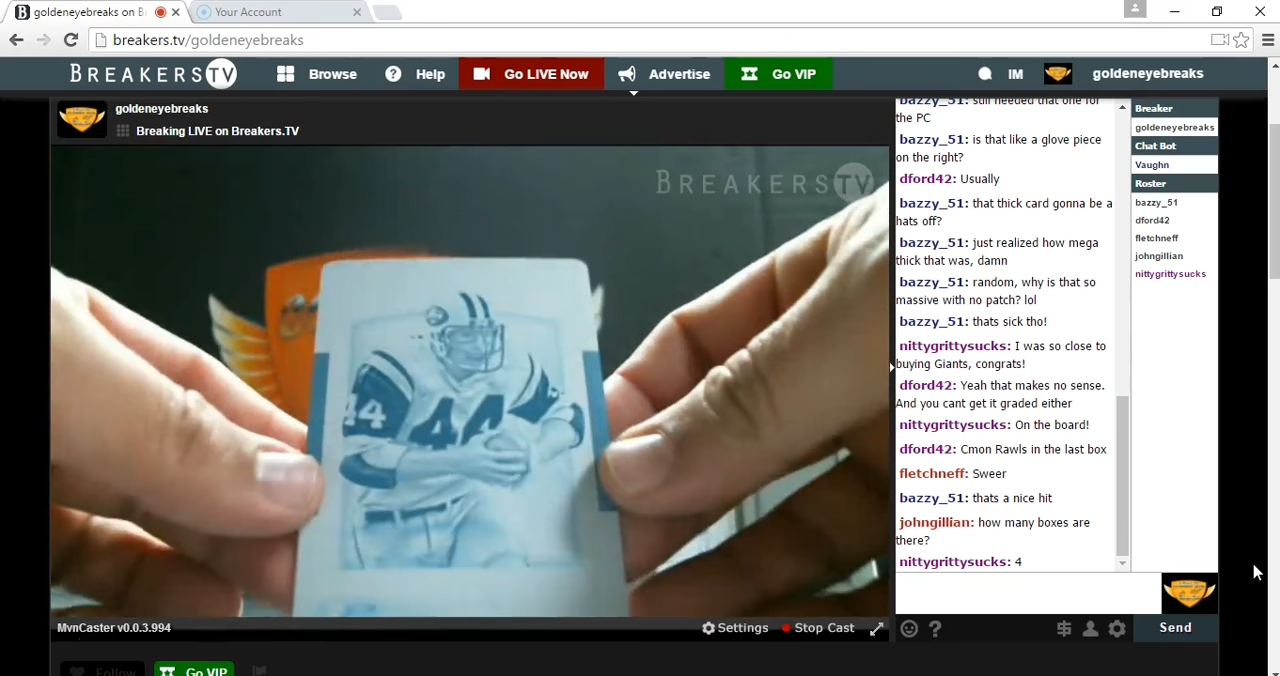 goldeneyebreaks on B
Your Account
breakers.tv/goldeneyebreaks
BREAKERSTV
Browse
Help
Go LIVE Now
Advertise
Go VIP
IM
goldeneyebreaks
goldeneyebreaks
Breaking LIVE on Breakers.TV
BREAKERSTV
44
44
bazzy_51: still needed that one for
the PC
bazzy_51: is that like a glove piece
on the right?
dford42: Usually
bazzy_51: that thick card gonna be a
hats off?
bazzy_51: just realized how mega
thick that was, damn
bazzy_51: random, why is that so
massive with no patch? lol
bazzy_51: thats sick tho!
nittygrittysucks: I was so close to
buying Giants, congrats!
dford42: Yeah that makes no sense.
And you cant get it graded either
nittygrittysucks: On the board!
dford42: Cmon Rawls in the last box
fletchneff: Sweer
bazzy_51: thats a nice hit
johngillian: how many boxes are
there?
nittygrittysucks: 4
Breaker
goldeneyebreaks
Chat Bot
Vaughn
Roster
bazzy_51
dford42
fletchneff
johngillian
nittygrittysucks
MvnCaster v0.0.3.994
Settings
Stop Cast
Send
Follow
Go VIP